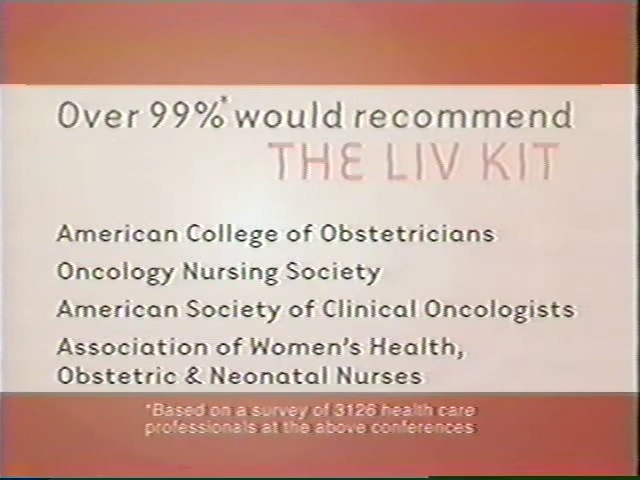 Over 99%* would recommend
THE LIV KIT
American College of Obstetricians
Oncology Nursing Society
American Society of Clinical Oncologists
Association of Women's Health,
Obstetric & Neonatal Nurses
*Based on a survey of 3126 health care
professionals at the above conferences